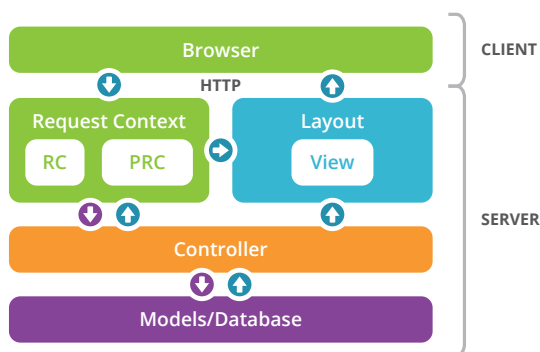 Browser
CLIENT
HTTP
Request Context
Layout
RC
PRC
View
SERVER
Controller
Models/Database